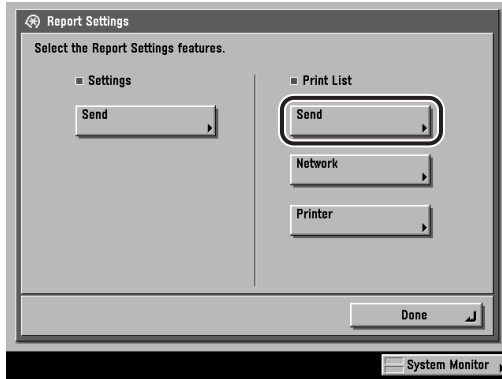 Report Settings
Select the Report Settings features.
Settings
Send
Print List
Send
Network
Printer
Done
System Monitor